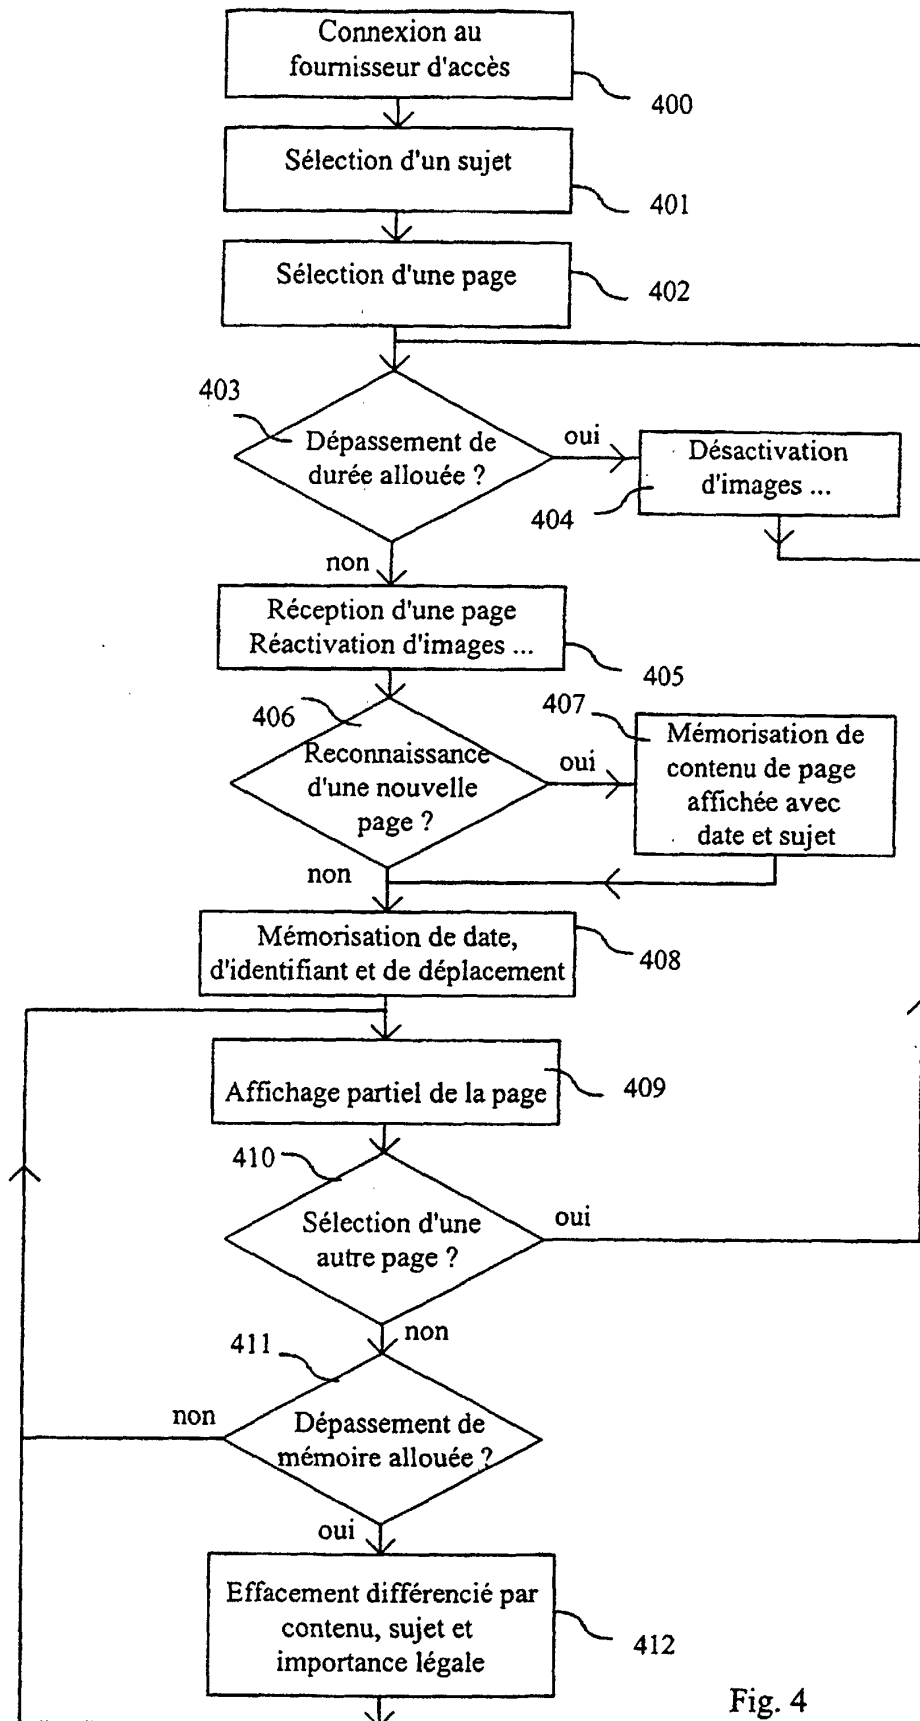 Connexion au
fournisseur d'accès
400
Sélection d'un sujet
401
Sélection d'une page
402
403
Dépassement de
durée allouée ?
oui
Désactivation
d'images ...
404
non
Réception d'une page
Réactivation d'images ...
405
406
Reconnaissance
d'une nouvelle
page ?
oui
407
Mémorisation de
contenu de page
affichée avec
date et sujet
non
Mémorisation de date,
d'identifiant et de déplacement
408
Affichage partiel de la page
409
410
Sélection d'une
autre page ?
oui
non
411
Dépassement de
mémoire allouée ?
non
oui
Effacement différencié par
contenu, sujet et
importance légale
412
Fig. 4